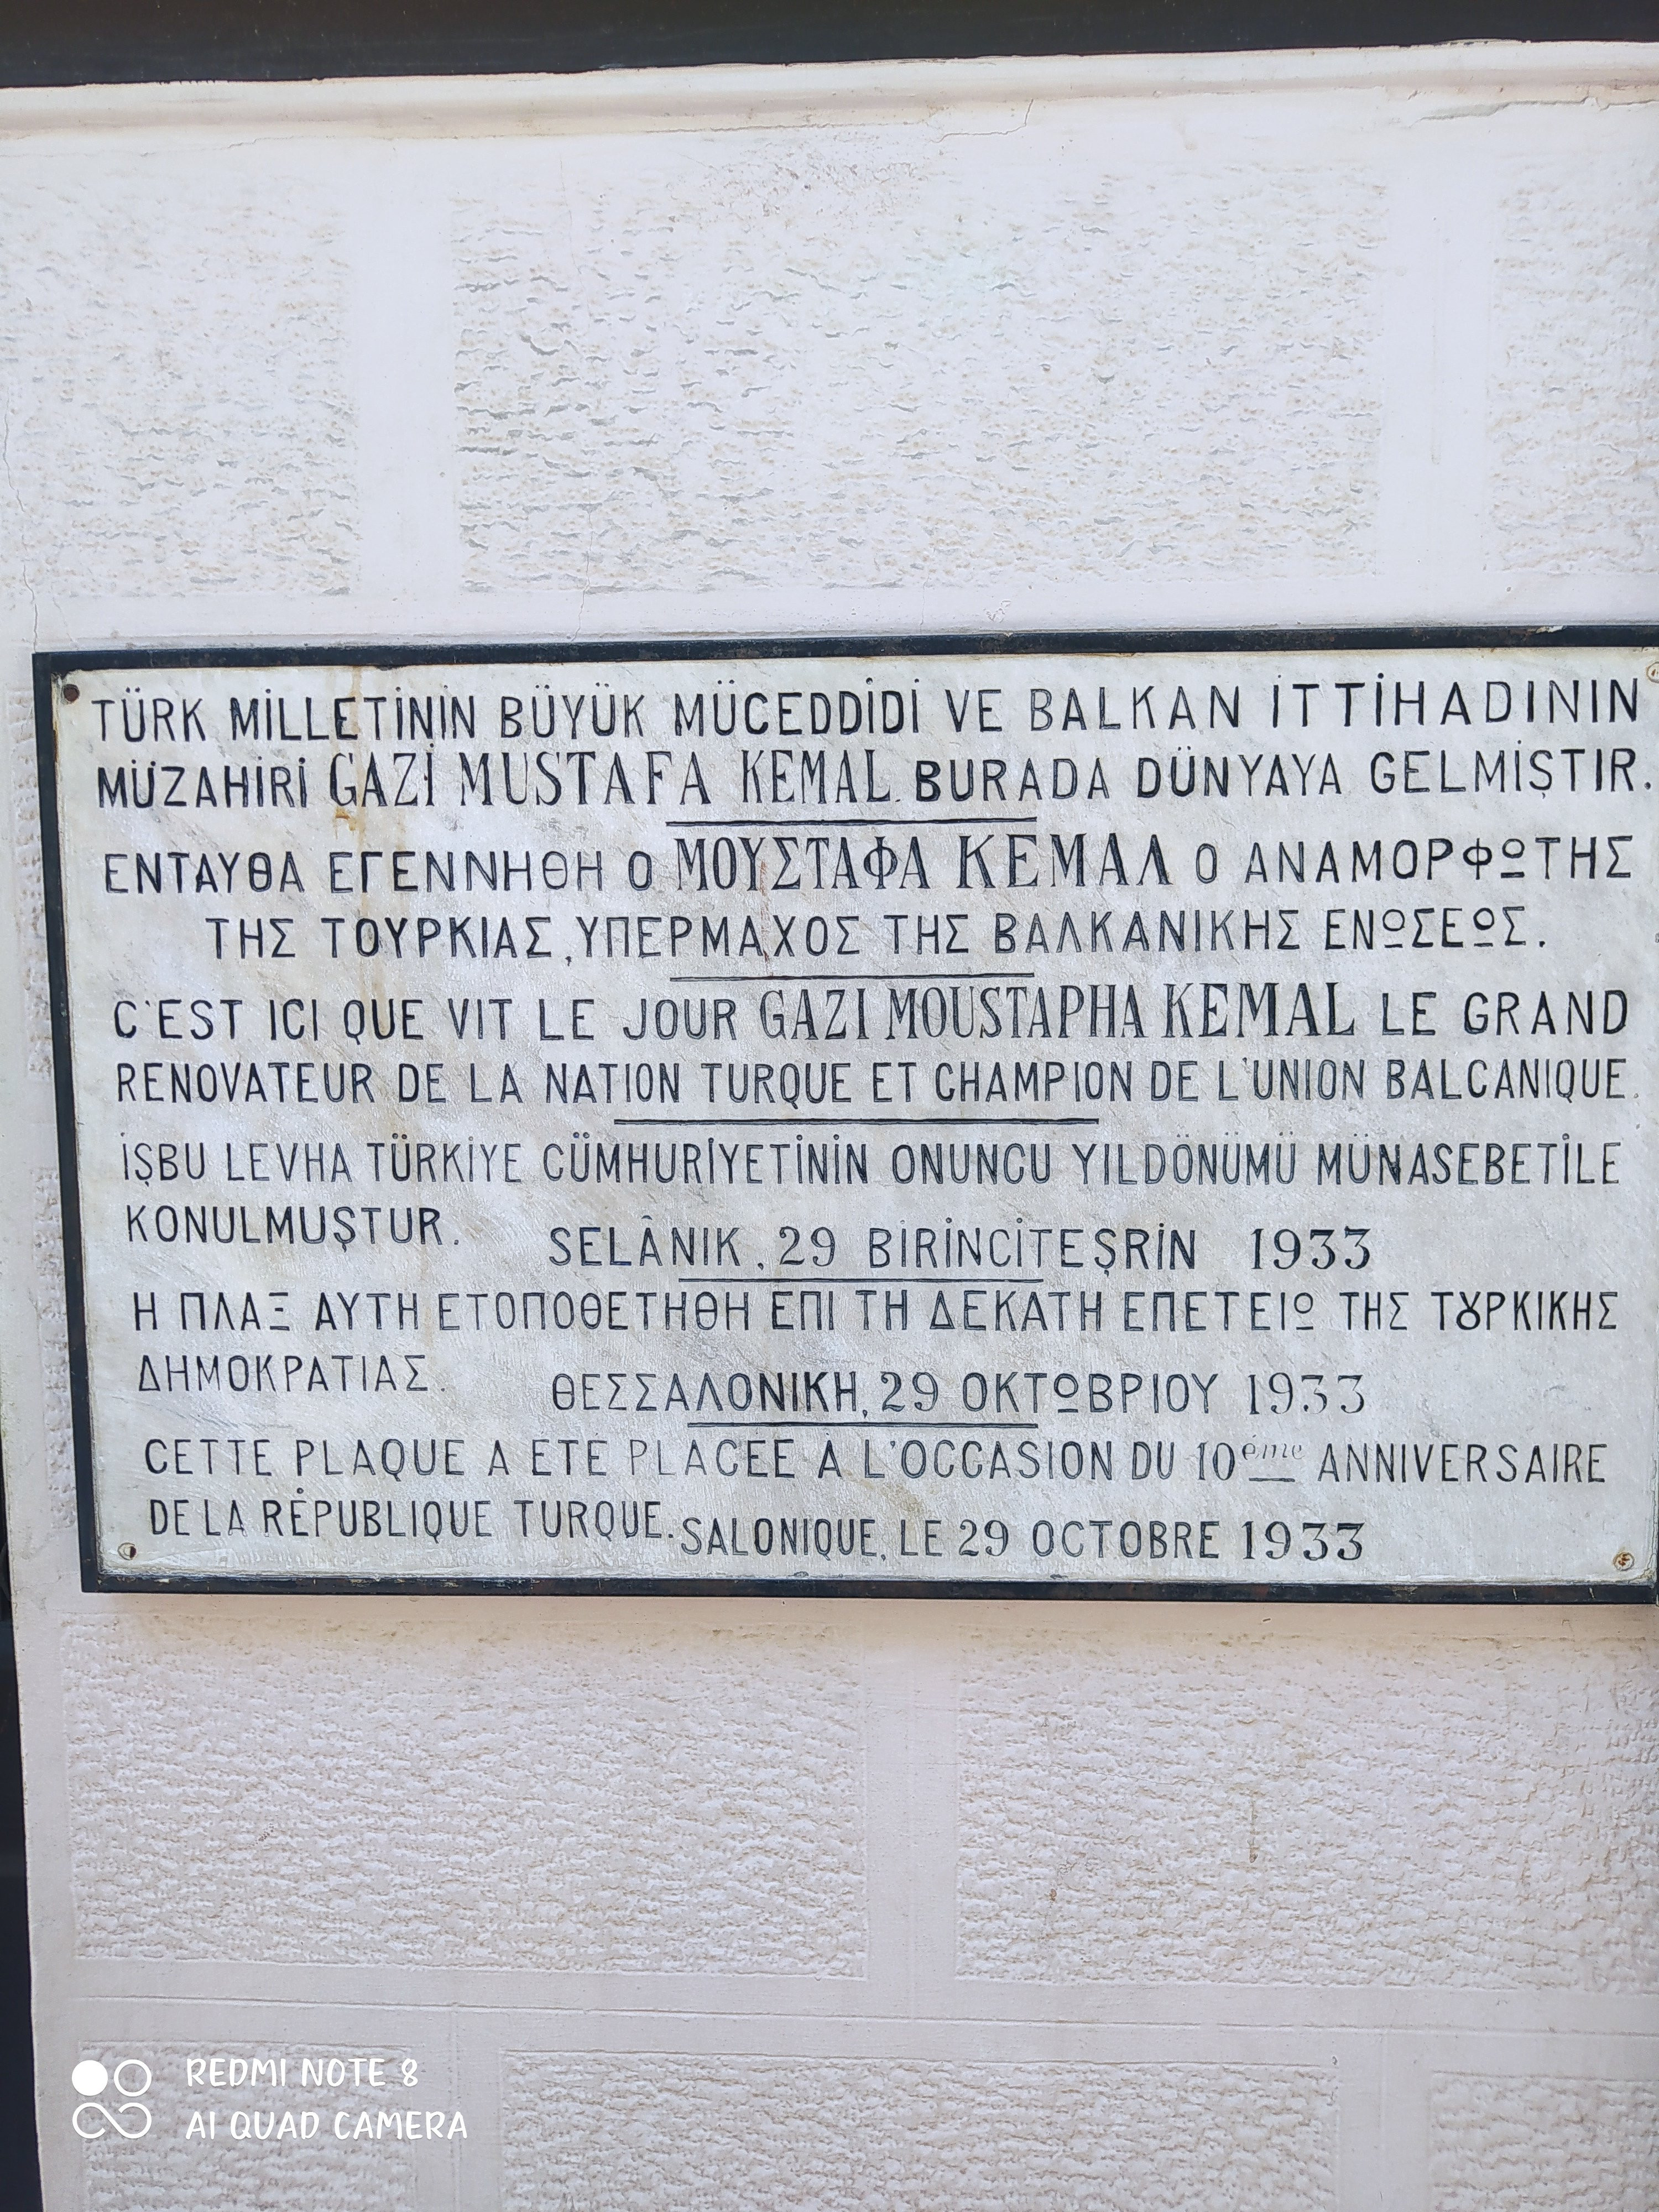 TÜRK MİLLETİNİN BÜYÜK MÜCEDDİDİ VE BALKAN İTTİHADININ
MÜZAHİRİ GAZİ MUSTAFA KEMAL BURADA DÜNYAYA GELMİŞTİR.
ΕΝΤΑΥΘΑ ΕΓΕΝΝΗΘΗ Ο ΜΟΥΣΤΑΦΑ ΚΕΜΑΛ Ο ΑΝΑΜΟΡΦΩΤΗΣ
ΤΗΣ ΤΟΥΡΚΙΑΣ, ΥΠΕΡΜΑΧΟΣ ΤΗΣ ΒΑΛΚΑΝΙΚΗΣ ΕΝΩΣΕΩΣ.
C'EST ICI QUE VIT LE JOUR GAZI MOUSTAPHA KEMAL LE GRAND
RENOVATEUR DE LA NATION TURQUE ET CHAMPION DE L'UNION BALCANIQUE.
İŞBU LEVHA TÜRKİYE CÜMHURİYETİNİN ONUNCU YILDÖNÜMÜ MÜNASEBETİLE
KONULMUŞTUR. SELÂNIK, 29 BİRİNCİTEŞRİN 1933
Η ΠΛΑΞ ΑΥΤΗ ΕΤΟΠΟΘΕΤΗΘΗ ΕΠΙ ΤΗ ΔΕΚΑΤΗ ΕΠΕΤΕΙΩ ΤΗΣ ΤȢΡΚΙΚΗΣ
ΔΗΜΟΚΡΑΤΙΑΣ. ΘΕΣΣΑΛΟΝΙΚΗ, 29 ΟΚΤΩΒΡΙΟΥ 1933
CETTE PLAQUE A ETE PLACEE A L'OCCASION DU 10ème ANNIVERSAIRE
DE LA RÉPUBLIQUE TURQUE. SALONIQUE, LE 29 OCTOBRE 1933
REDMI NOTE 8
AI QUAD CAMERA